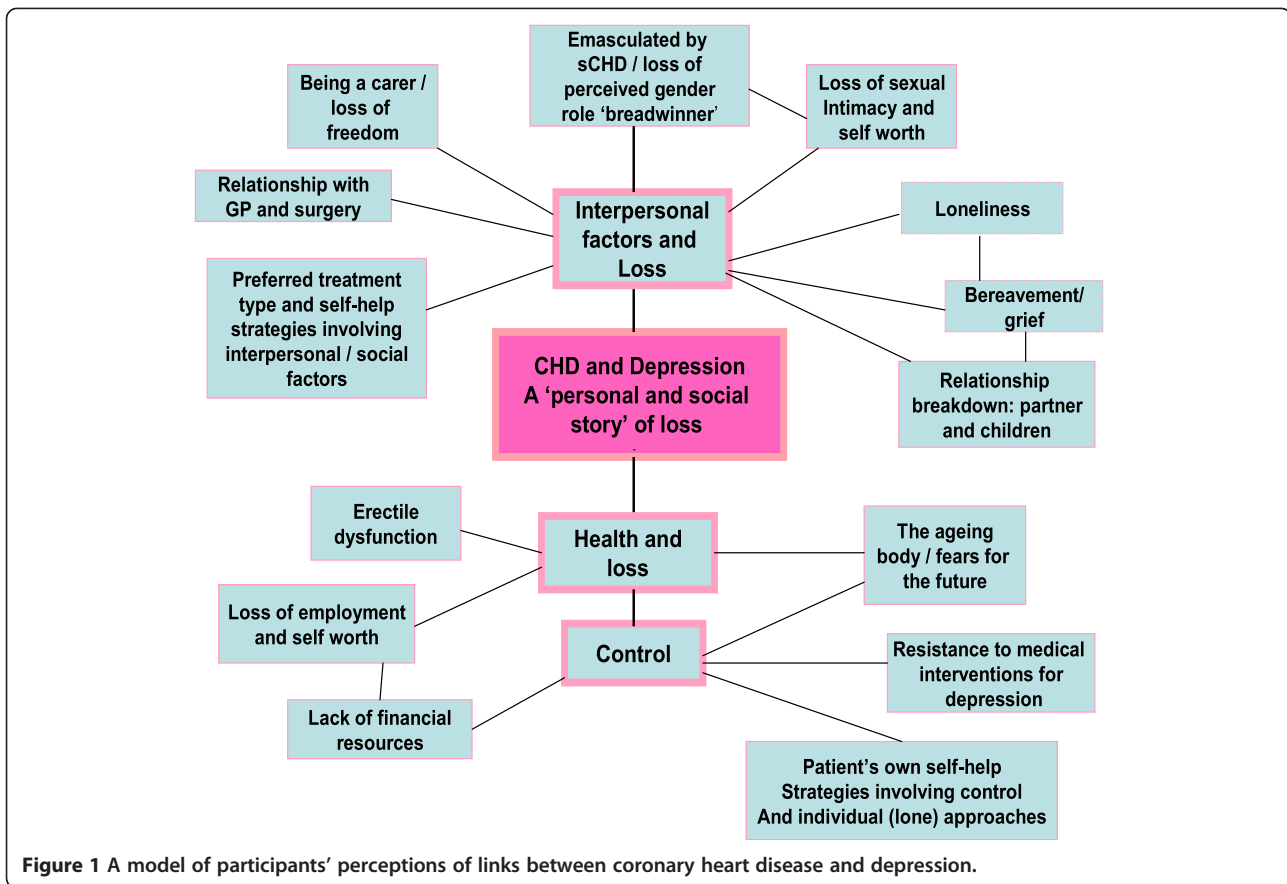 Emasculated by
sCHD / loss of
perceived gender
role ‘breadwinner’
Being a carer /
loss of
freedom
Loss of sexual
Intimacy and
self worth
Relationship with
GP and surgery
Interpersonal
factors and
Loss
Loneliness
Preferred treatment
type and self-help
strategies involving
interpersonal / social
factors
Bereavement/
grief
CHD and Depression
A ‘personal and social
story’ of loss
Relationship
breakdown: partner
and children
Erectile
dysfunction
Health and
loss
The ageing
body / fears for
the future
Loss of employment
and self worth
Control
Resistance to medical
interventions for
depression
Lack of financial
resources
Patient’s own self-help
Strategies involving control
And individual (lone) approaches
Figure 1 A model of participants’ perceptions of links between coronary heart disease and depression.